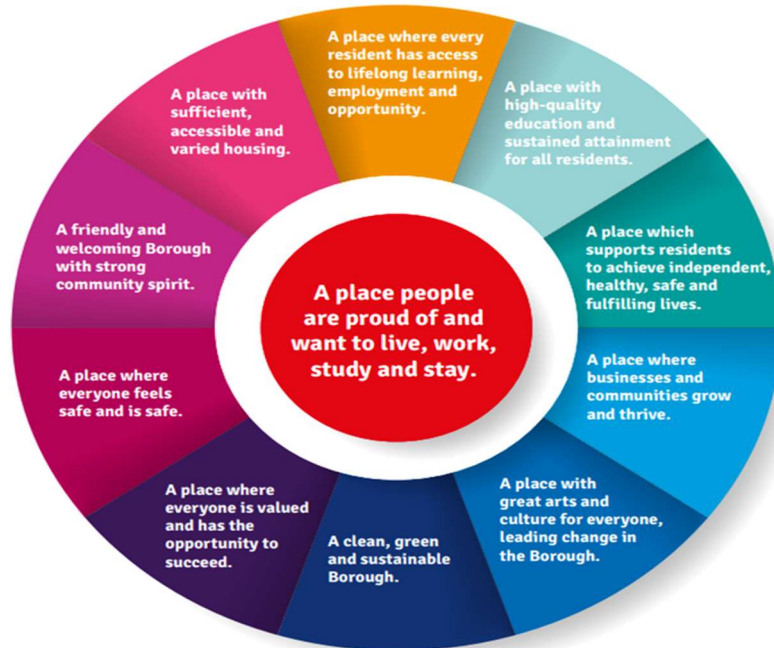 A place where every
resident has access
to lifelong learning,
employment and
opportunity.
A place with
high-quality
education and
sustained attainment
for all residents.
A place which
supports residents
to achieve independent,
healthy, safe and
fulfilling lives.
A place where
businesses and
communities grow
and thrive.
A place with
great arts and
culture for everyone,
leading change in
the Borough.
A clean, green
and sustainable
Borough.
A place where
everyone is valued
and has the
opportunity to
succeed.
A place where
everyone feels
safe and is safe.
A friendly and
welcoming Borough
with strong
community spirit.
A place with
sufficient,
accessible and
varied housing.
A place people
are proud of and
want to live, work,
study and stay.